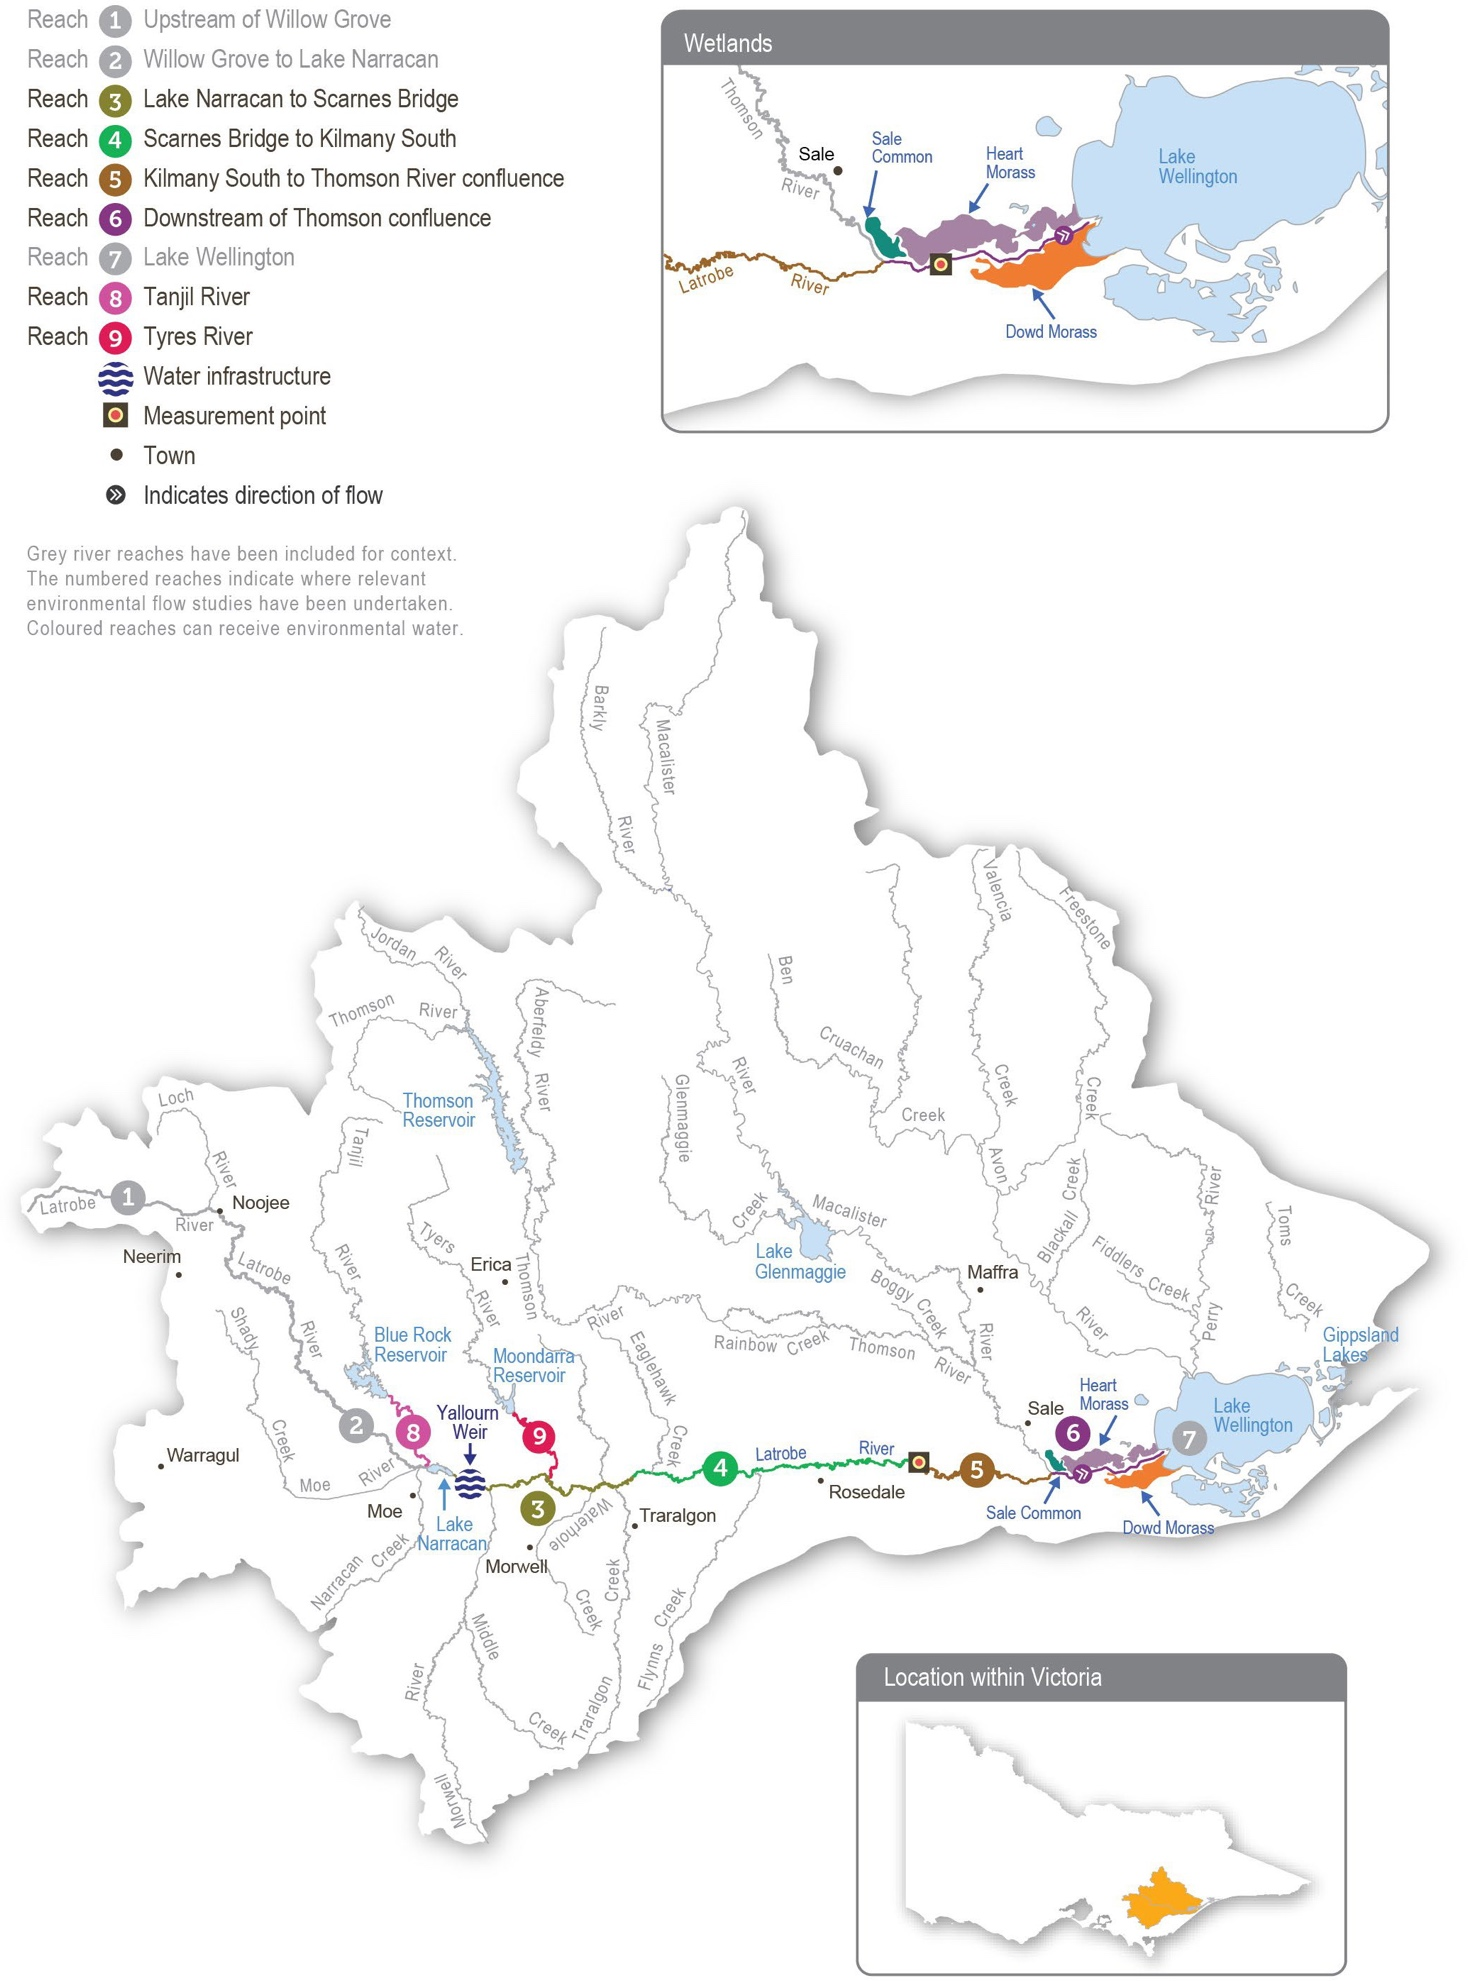 Reach 1 Upstream of Willow Grove
Reach 2 Willow Grove to Lake Narracan
Reach 3 Lake Narracan to Scarnes Bridge
Reach 4 Scarnes Bridge to Kilmany South
Reach 5 Kilmany South to Thomson River confluence
Reach 6 Downstream of Thomson confluence
Reach 7 Lake Wellington
Reach 8 Tanjil River
Reach 9 Tyres River
Water infrastructure
Measurement point
Town
Indicates direction of flow
Grey river reaches have been included for context.
The numbered reaches indicate where relevant
environmental flow studies have been undertaken.
Coloured reaches can receive environmental water.
Wetlands
Thomson
River
Sale
Sale
Common
Heart
Morass
Lake
Wellington
Latrobe
River
Dowd Morass
Barkly
River
Macalister
River
Valencia
Creek
Freestone
Creek
Jordan
River
Thomson
River
Aberfeldy
River
Ben
Cruachan
Creek
Thomson
Reservoir
Glenmaggie
Creek
Loch
River
Tanjil
River
Latrobe
1
River
Noojee
Neerim
Latrobe
River
Tyers
River
Erica
Thomson
River
Macalister
Lake
Glenmaggie
Avon
River
Blackall
Creek
Fiddlers
Creek
Perry
River
Toms
Creek
Maffra
Boggy
Creek
River
Rainbow
Creek
Thomson
River
Gippsland
Lakes
Shady
Creek
Blue Rock
Reservoir
Moondarra
Reservoir
Eaglehawk
Creek
Yallourn
Weir
2
8
9
Warragul
Moe
River
Moe
Lake
Narracan
3
4
Latrobe
River
5
Rosedale
Sale
6
Heart
Morass
7
Lake
Wellington
Sale Common
Dowd Morass
Narracan
Creek
Morwell
Waterhole
Creek
Traralgon
Middle
Creek
Traralgon
Creek
Flynns
Creek
River
Morwell
Location within Victoria